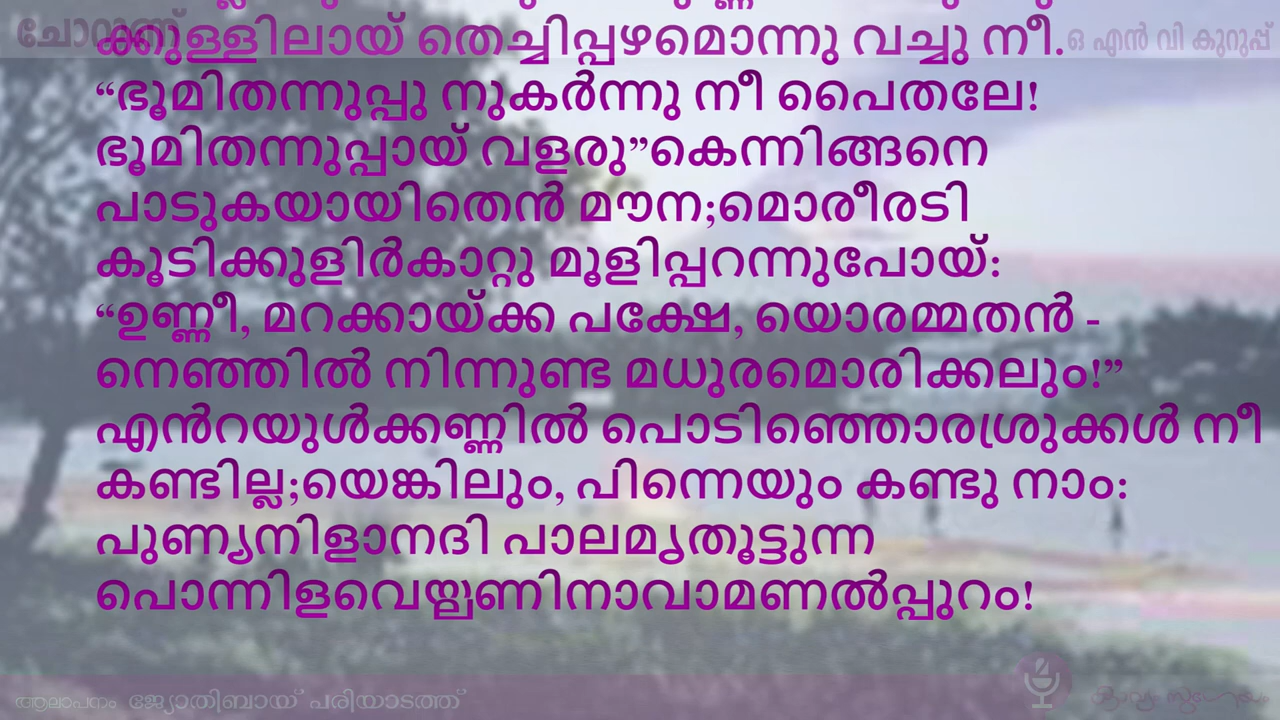 ചോറൂണ്
ഒ എൻ വി കുറുപ്പ്
ക്കുള്ളിലായ് തെച്ചിപ്പഴമൊന്നു വച്ചു നീ.
“ഭൂമിതന്നുപ്പു നുകർന്നു നീ പൈതലേ!
ഭൂമിതന്നുപ്പായ് വളരു”കെന്നിങ്ങനെ
പാടുകയായിതെൻ മൗന;മൊരീരടി
കൂടിക്കുളിർകാറ്റു മൂളിപ്പറന്നുപോയ്:
“ഉണ്ണീ, മറക്കായ്ക്ക പക്ഷേ, യൊരമ്മതൻ -
നെഞ്ഞിൽ നിന്നുണ്ട മധുരമൊരിക്കലും!”
എൻറയുൾക്കണ്ണിൽ പൊടിഞ്ഞൊരശ്രുക്കൾ നീ
കണ്ടില്ല;യെങ്കിലും, പിന്നെയും കണ്ടു നാം:
പുണ്യനിളാനദി പാലമൃതൂട്ടുന്ന
പൊന്നിളവെയ്യണിനാവാമണൽപ്പുറം!
ആലാപനം ജ്യോതിബായ് പരിയാടത്ത്
കാവ്യം സുഗേയം